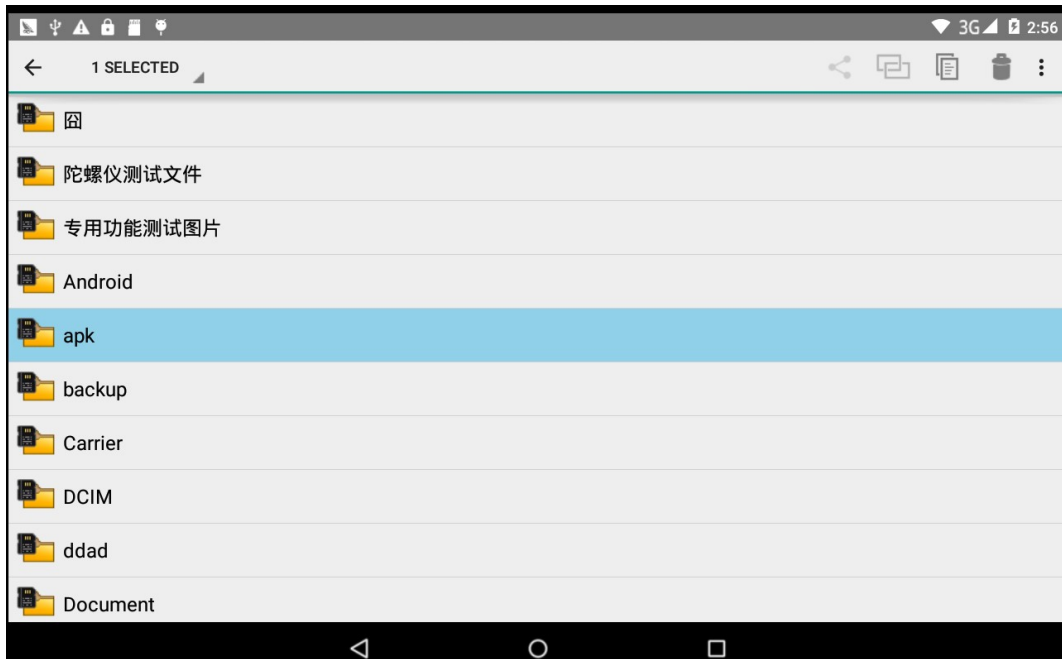 3G 2:56
1 SELECTED
囧
陀螺仪测试文件
专用功能测试图片
Android
apk
backup
Carrier
DCIM
ddad
Document